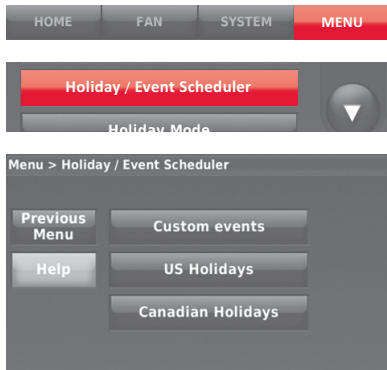 HOME FAN SYSTEM MENU
Holiday / Event Scheduler
Holiday Mode
Menu > Holiday / Event Scheduler
Previous
Menu
Custom events
Help
US Holidays
Canadian Holidays